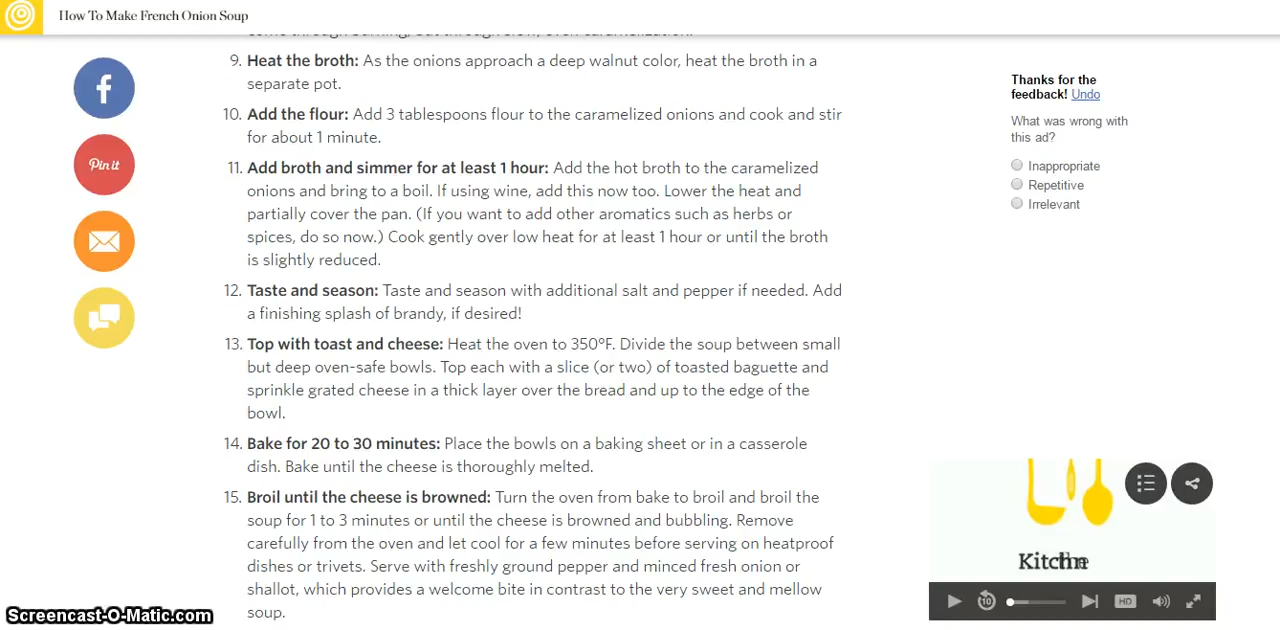 How To Make French Onion Soup
9. Heat the broth: As the onions approach a deep walnut color, heat the broth in a
separate pot.
10. Add the flour: Add 3 tablespoons flour to the caramelized onions and cook and stir
for about 1 minute.
11. Add broth and simmer for at least 1 hour: Add the hot broth to the caramelized
onions and bring to a boil. If using wine, add this now too. Lower the heat and
partially cover the pan. (If you want to add other aromatics such as herbs or
spices, do so now.) Cook gently over low heat for at least 1 hour or until the broth
is slightly reduced.
12. Taste and season: Taste and season with additional salt and pepper if needed. Add
a finishing splash of brandy, if desired!
13. Top with toast and cheese: Heat the oven to 350°F. Divide the soup between small
but deep oven-safe bowls. Top each with a slice (or two) of toasted baguette and
sprinkle grated cheese in a thick layer over the bread and up to the edge of the
bowl.
14. Bake for 20 to 30 minutes: Place the bowls on a baking sheet or in a casserole
dish. Bake until the cheese is thoroughly melted.
15. Broil until the cheese is browned: Turn the oven from bake to broil and broil the
soup for 1 to 3 minutes or until the cheese is browned and bubbling. Remove
carefully from the oven and let cool for a few minutes before serving on heatproof
dishes or trivets. Serve with freshly ground pepper and minced fresh onion or
shallot, which provides a welcome bite in contrast to the very sweet and mellow
soup.
f
Pin it
Thanks for the
feedback! Undo
What was wrong with
this ad?
Inappropriate
Repetitive
Irrelevant
10
HD
Screencast-O-Matic.com